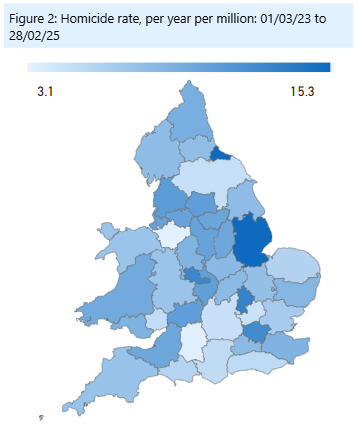 Figure 2: Homicide rate, per year per million: 01/03/23 to
28/02/25
3.1 15.3